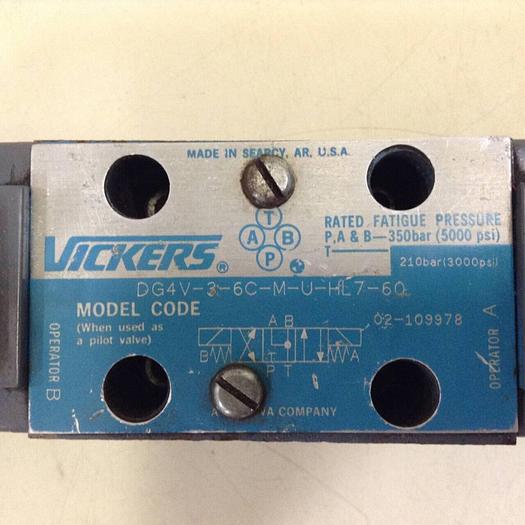 MADE IN SEARCY, AR, U.S.A.
T
A B
P
VICKERS®
RATED FATIGUE PRESSURE
P, A & B—350bar (5000 psi)
T
210bar(3000psi)
DG4V-3-6C-M-U-HL7-60
MODEL CODE
(When used as
a pilot valve)
02-109978
A B
B
A
P T
OPERATOR B
OPERATOR A
COMPANY